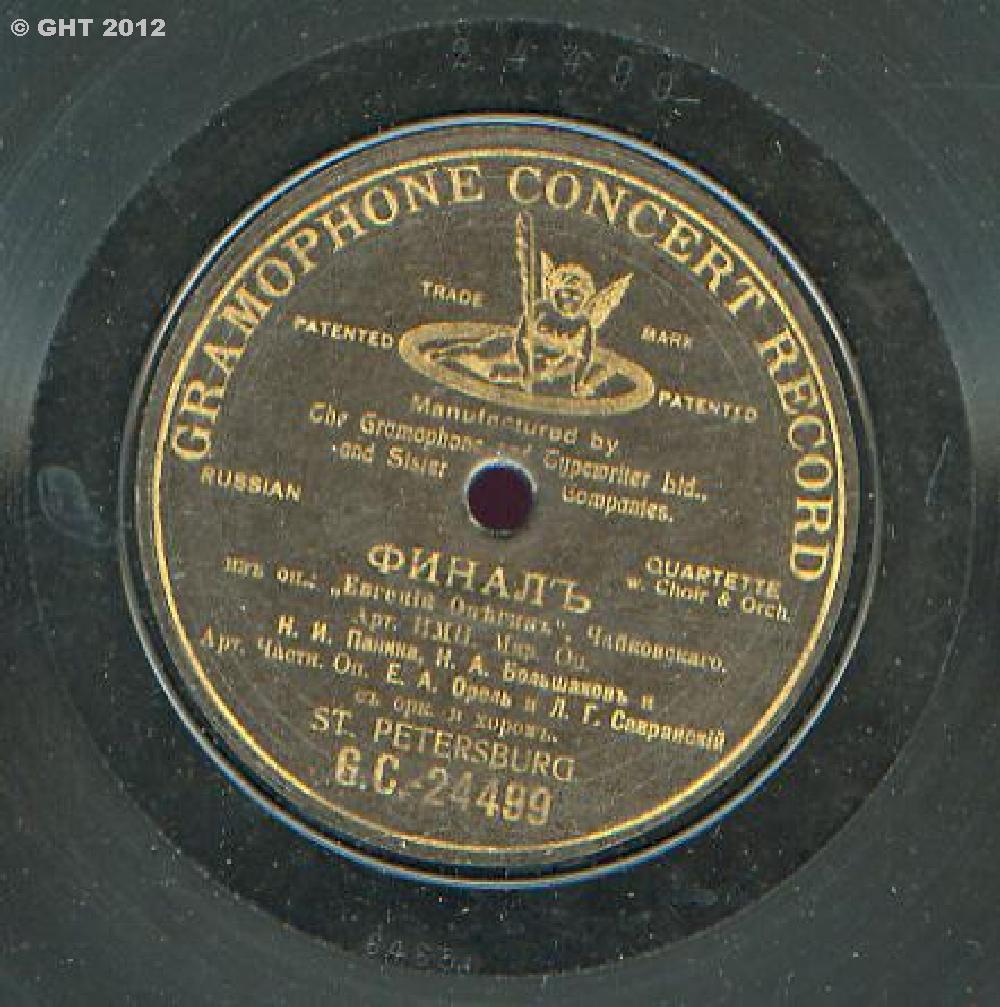 © GHT 2012
GRAMOPHONE CONCERT RECORD
TRADE MARK
PATENTED PATENTED
Manufactured by
The Gramophone and Typewriter Ltd.,
and Sister Companies.
RUSSIAN
ФИНАЛЪ
QUARTETTE
w. Choir & Orch.
изъ оп.: „Евгеній Онѣгинъ", Чайковскаго.
Арт. ИМП. Мир. Оп.
Н. И. Панина, Н. А. Большаковъ и
Арт. Частн. Оп. Е. А. Орель и Л. Г. Савранскій
съ орк. и хоромъ.
ST. PETERSBURG
G.C.-24499